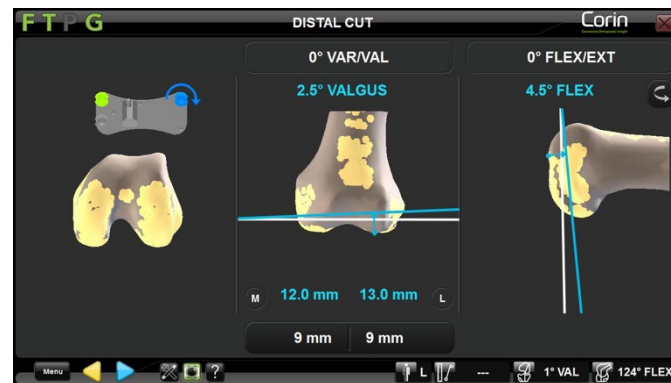 F T P G
DISTAL CUT
Corin
0° VAR/VAL
0° FLEX/EXT
2.5° VALGUS
4.5° FLEX
M 12.0 mm 13.0 mm L
9 mm 9 mm
Menu ? L --- 1° VAL 124° FLEX